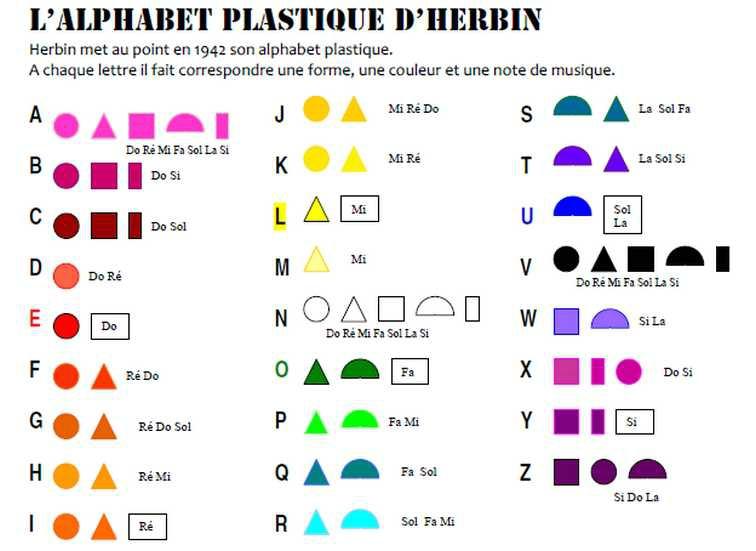 L'ALPHABET PLASTIQUE D'HERBIN
Herbin met au point en 1942 son alphabet plastique.
A chaque lettre il fait correspondre une forme, une couleur et une note de musique.
A
Do Ré Mi Fa Sol La Si
B Do Si
C Do Sol
D Do Ré
E Do
F Ré Do
G Ré Do Sol
H Ré Mi
I Ré
J Mi Ré Do
K Mi Ré
L Mi
M Mi
N
Do Ré Mi Fa Sol La Si
O Fa
P Fa Mi
Q Fa Sol
R Sol Fa Mi
S La Sol Fa
T La Sol Si
U Sol
La
V
Do Ré Mi Fa Sol La Si
W Si La
X Do Si
Y Si
Z
Si Do La